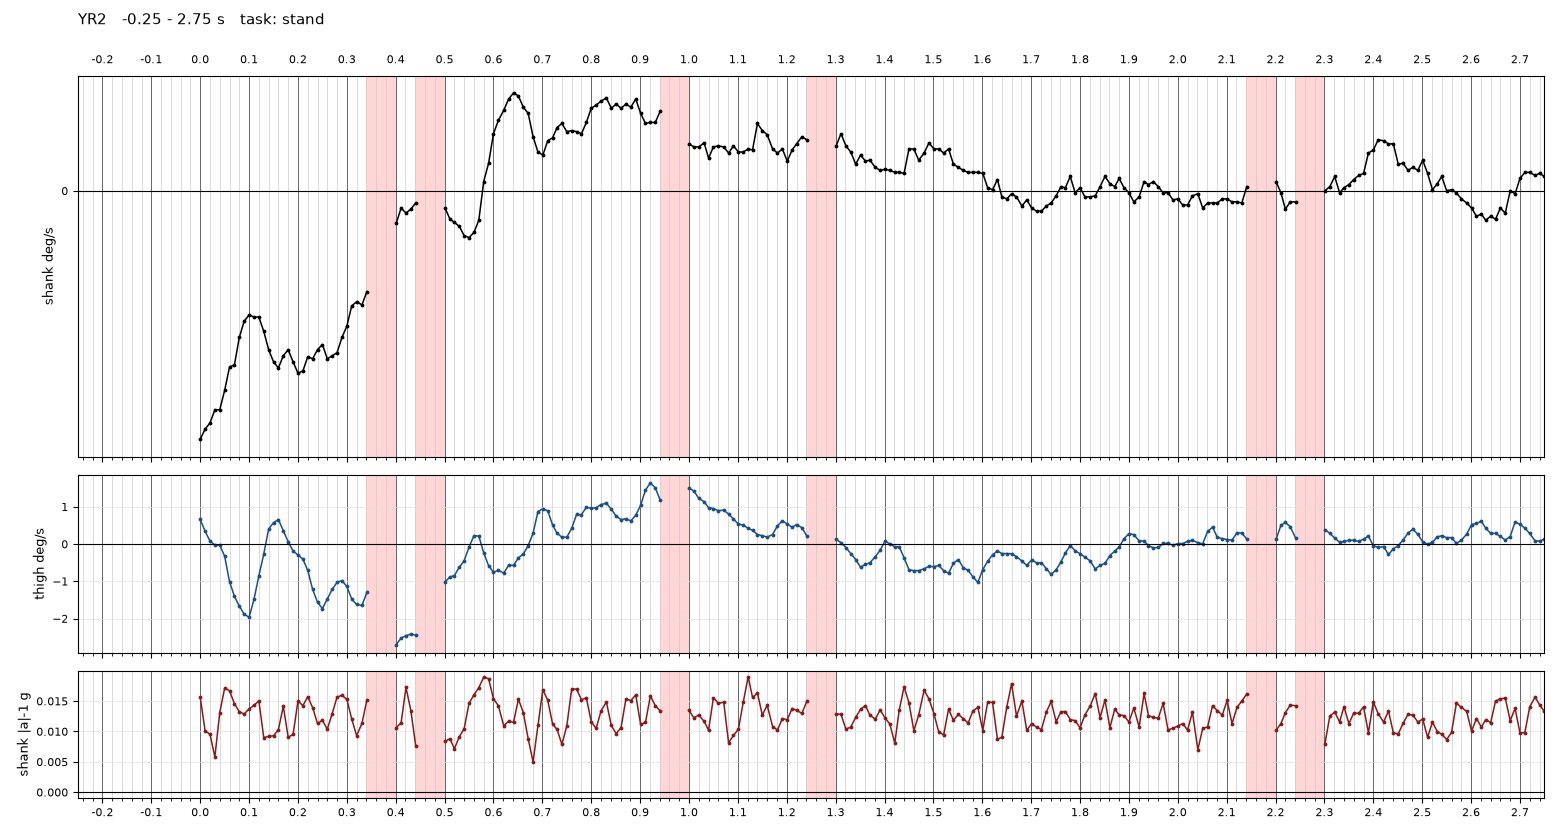 YR2   -0.25 - 2.75 s   task: stand
-0.2 -0.1 0.0 0.1 0.2 0.3 0.4 0.5 0.6 0.7 0.8 0.9 1.0 1.1 1.2 1.3 1.4 1.5 1.6 1.7 1.8 1.9 2.0 2.1 2.2 2.3 2.4 2.5 2.6 2.7
0
shank deg/s
1
0
−1
−2
thigh deg/s
0.015
0.010
0.005
0.000
shank |a|-1 g
-0.2 -0.1 0.0 0.1 0.2 0.3 0.4 0.5 0.6 0.7 0.8 0.9 1.0 1.1 1.2 1.3 1.4 1.5 1.6 1.7 1.8 1.9 2.0 2.1 2.2 2.3 2.4 2.5 2.6 2.7